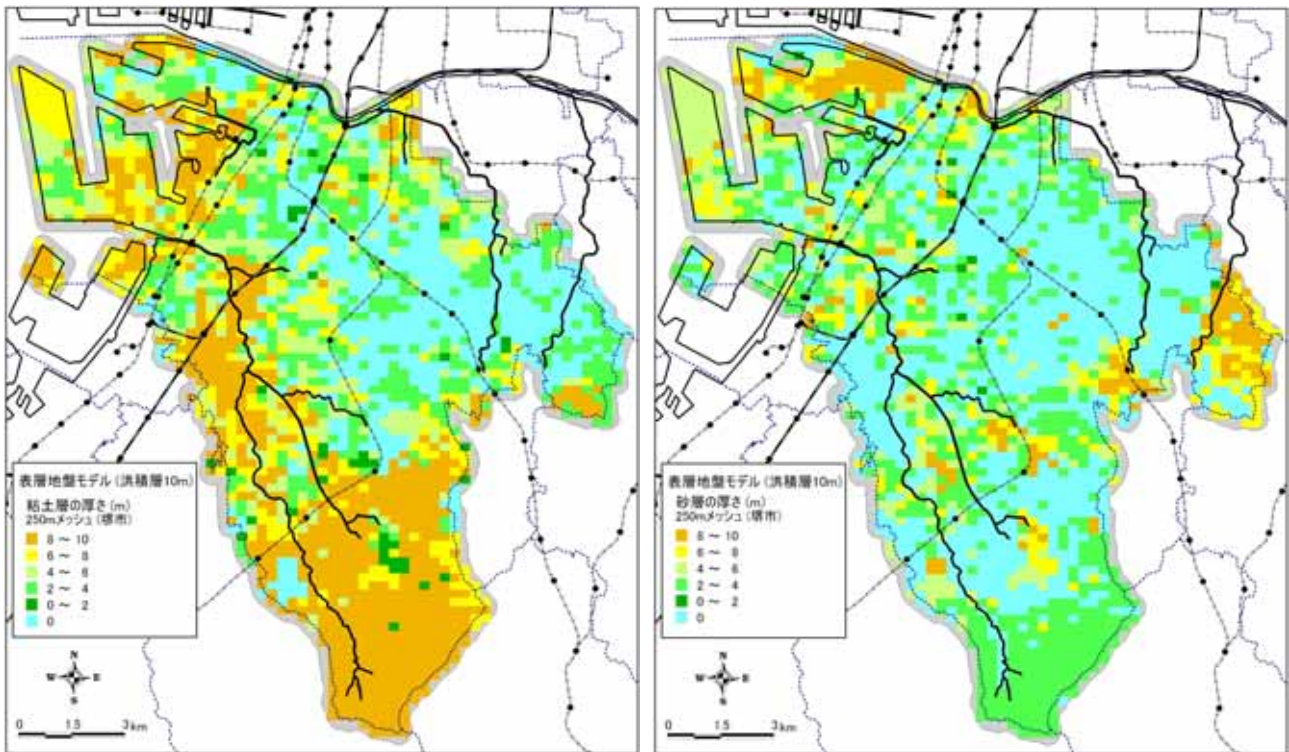 表層地盤モデル(洪積層10m)
粘土層の厚さ(m)
250mメッシュ(堺市)
8 ~ 10
6 ~ 8
4 ~ 6
2 ~ 4
0 ~ 2
0
N
W E
S
0 1.5 3km
表層地盤モデル(洪積層10m)
砂層の厚さ(m)
250mメッシュ(堺市)
8 ~ 10
6 ~ 8
4 ~ 6
2 ~ 4
0 ~ 2
0
N
W E
S
0 1.5 3km